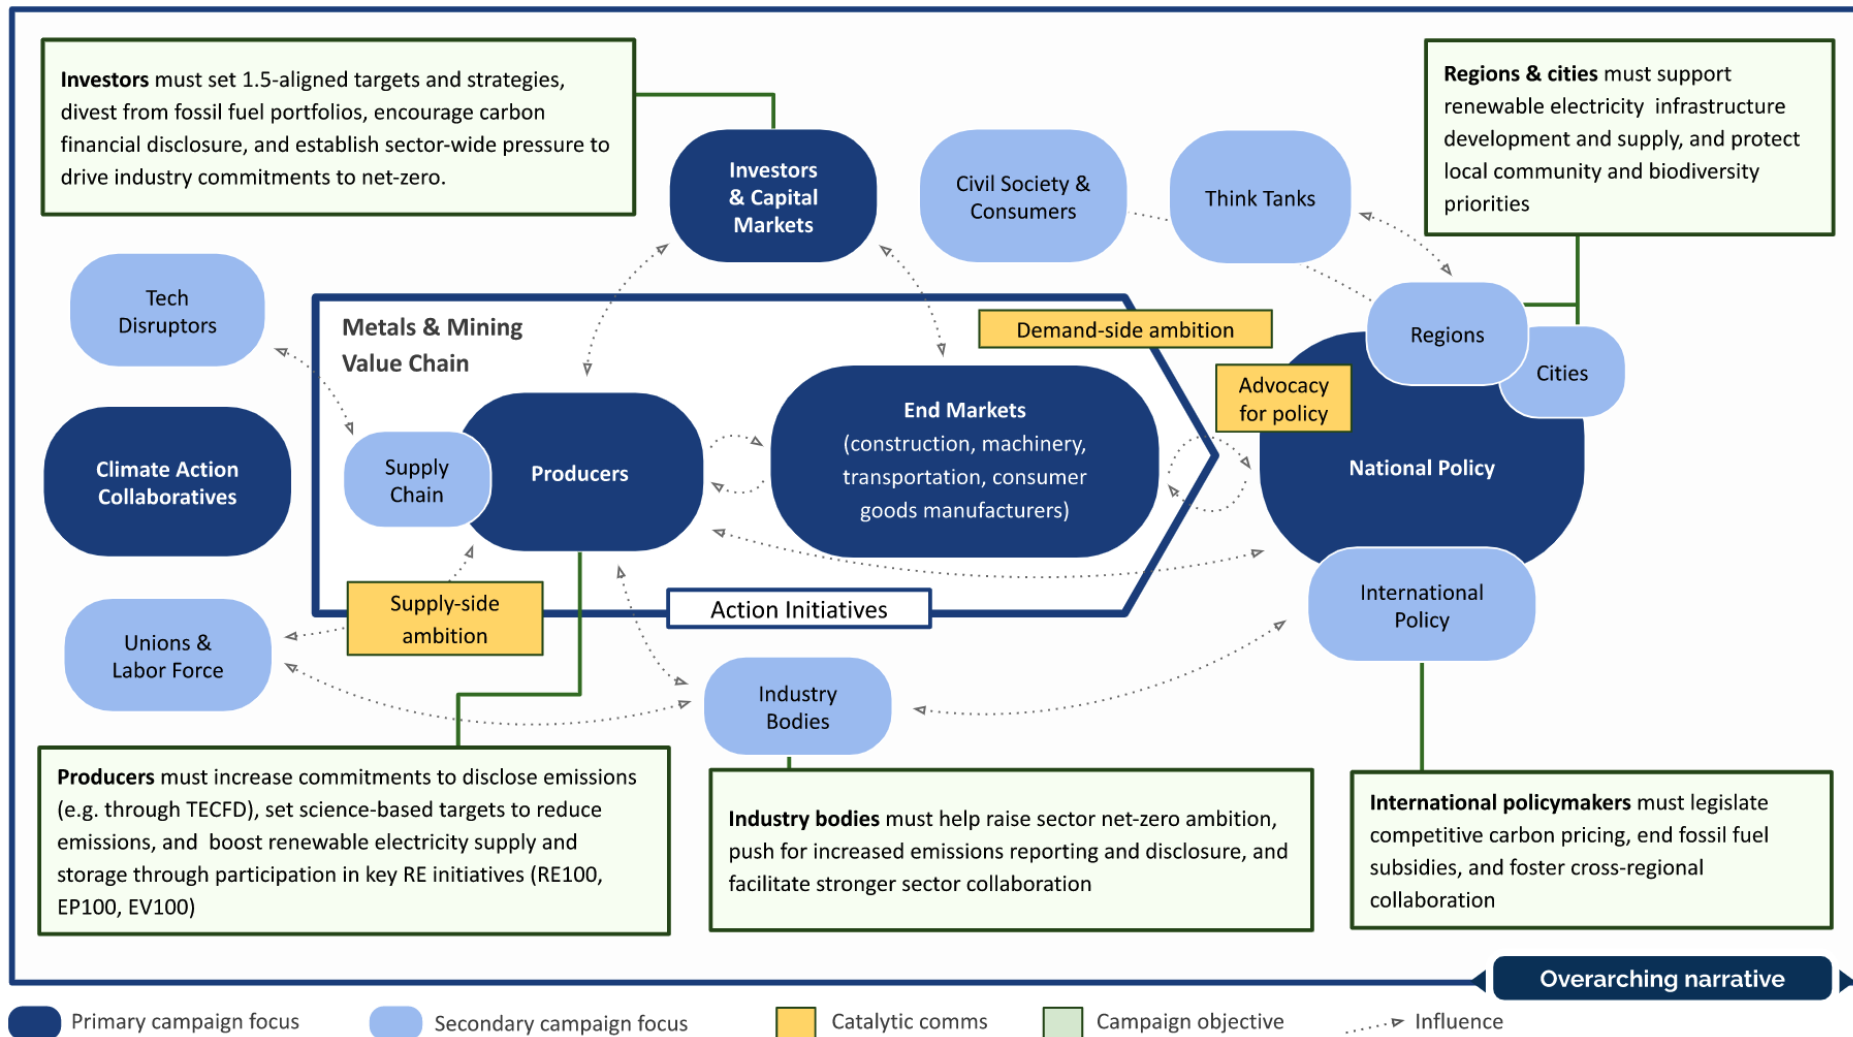 Investors must set 1.5-aligned targets and strategies,
divest from fossil fuel portfolios, encourage carbon
financial disclosure, and establish sector-wide pressure to
drive industry commitments to net-zero.
Regions & cities must support
renewable electricity infrastructure
development and supply, and protect
local community and biodiversity
priorities
Investors
& Capital
Markets
Civil Society &
Consumers
Think Tanks
Tech
Disruptors
Metals & Mining
Value Chain
Demand-side ambition
Regions
Cities
Advocacy
for policy
Climate Action
Collaboratives
Supply
Chain
Producers
End Markets
(construction, machinery,
transportation, consumer
goods manufacturers)
National Policy
Supply-side
ambition
Action Initiatives
International
Policy
Unions &
Labor Force
Industry
Bodies
Producers must increase commitments to disclose emissions
(e.g. through TECFD), set science-based targets to reduce
emissions, and boost renewable electricity supply and
storage through participation in key RE initiatives (RE100,
EP100, EV100)
Industry bodies must help raise sector net-zero ambition,
push for increased emissions reporting and disclosure, and
facilitate stronger sector collaboration
International policymakers must legislate
competitive carbon pricing, end fossil fuel
subsidies, and foster cross-regional
collaboration
Overarching narrative
Primary campaign focus
Secondary campaign focus
Catalytic comms
Campaign objective
Influence